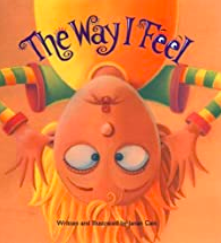 The Way I Feel
Written and Illustrated by Janan Cain